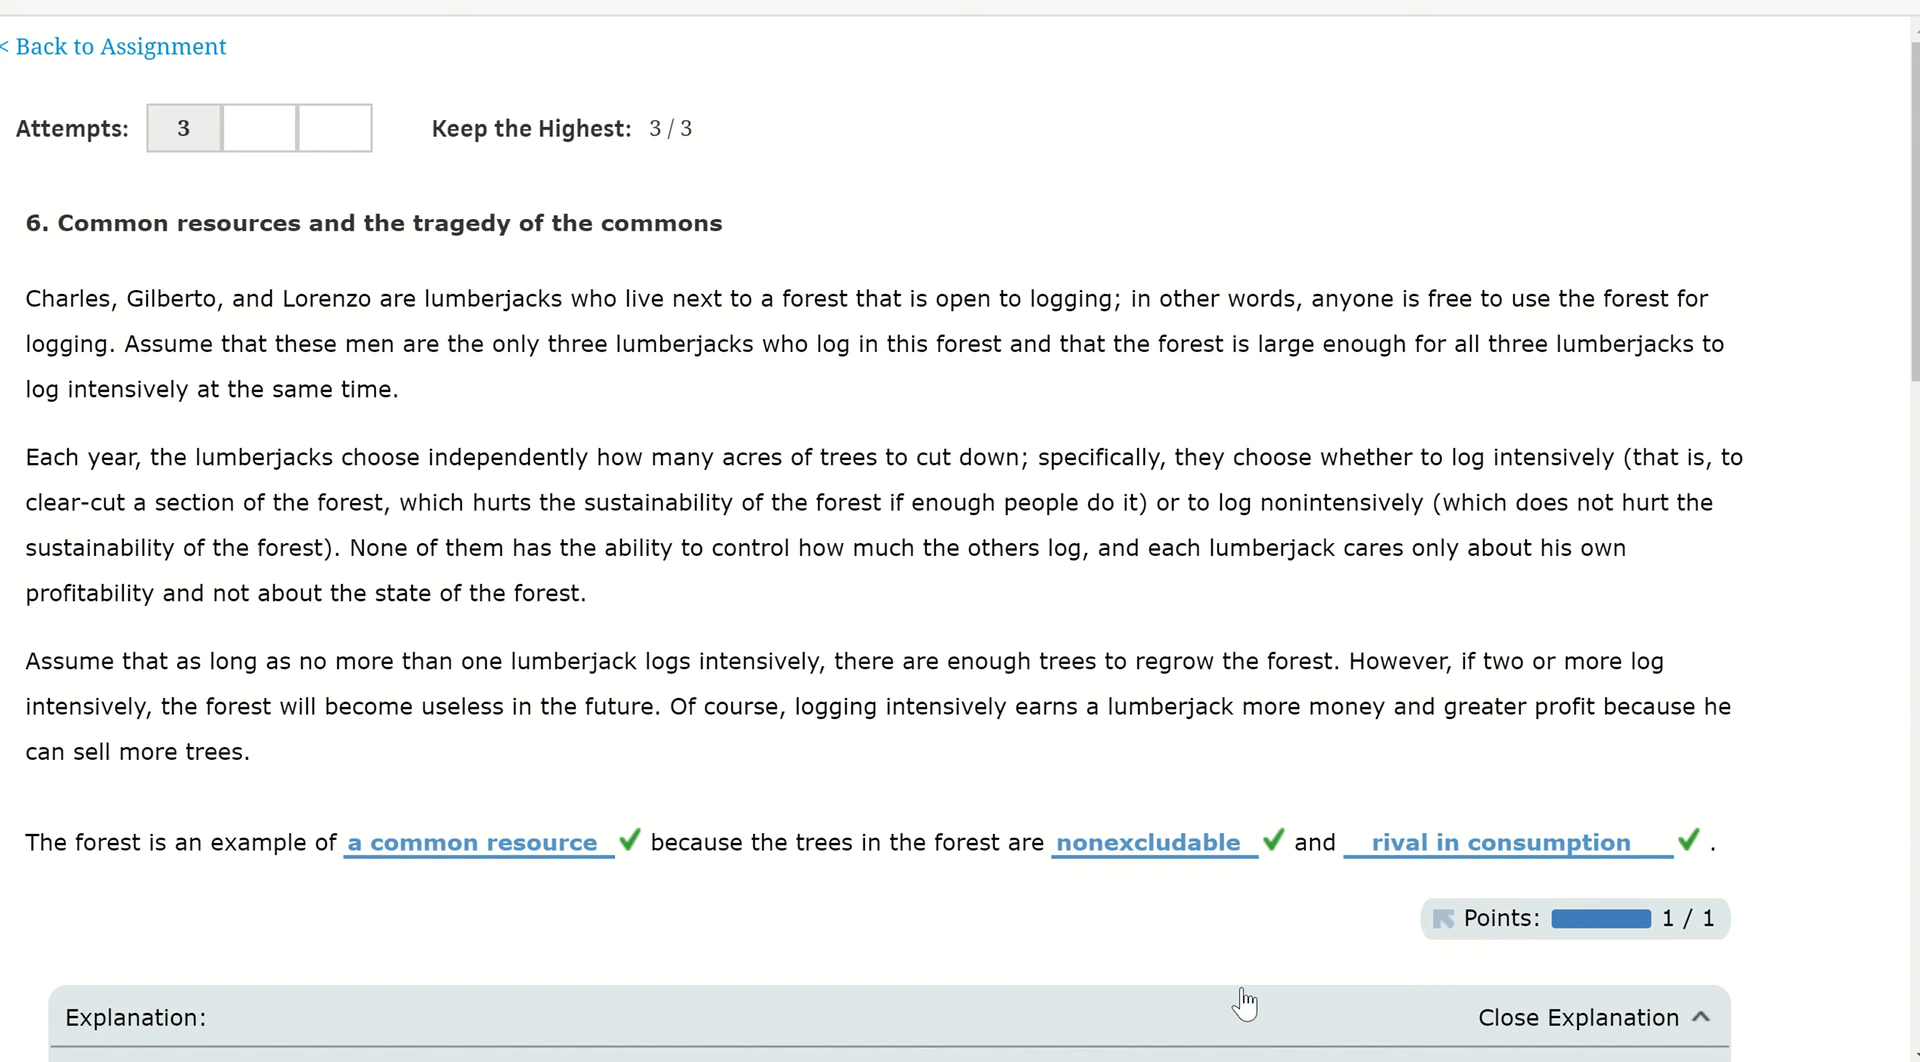 < Back to Assignment
Attempts: 3 Keep the Highest: 3 / 3
6. Common resources and the tragedy of the commons
Charles, Gilberto, and Lorenzo are lumberjacks who live next to a forest that is open to logging; in other words, anyone is free to use the forest for
logging. Assume that these men are the only three lumberjacks who log in this forest and that the forest is large enough for all three lumberjacks to
log intensively at the same time.
Each year, the lumberjacks choose independently how many acres of trees to cut down; specifically, they choose whether to log intensively (that is, to
clear-cut a section of the forest, which hurts the sustainability of the forest if enough people do it) or to log nonintensively (which does not hurt the
sustainability of the forest). None of them has the ability to control how much the others log, and each lumberjack cares only about his own
profitability and not about the state of the forest.
Assume that as long as no more than one lumberjack logs intensively, there are enough trees to regrow the forest. However, if two or more log
intensively, the forest will become useless in the future. Of course, logging intensively earns a lumberjack more money and greater profit because he
can sell more trees.
The forest is an example of a common resource ✔ because the trees in the forest are nonexcludable ✔ and rival in consumption ✔ .
Points: 1 / 1
Explanation: Close Explanation